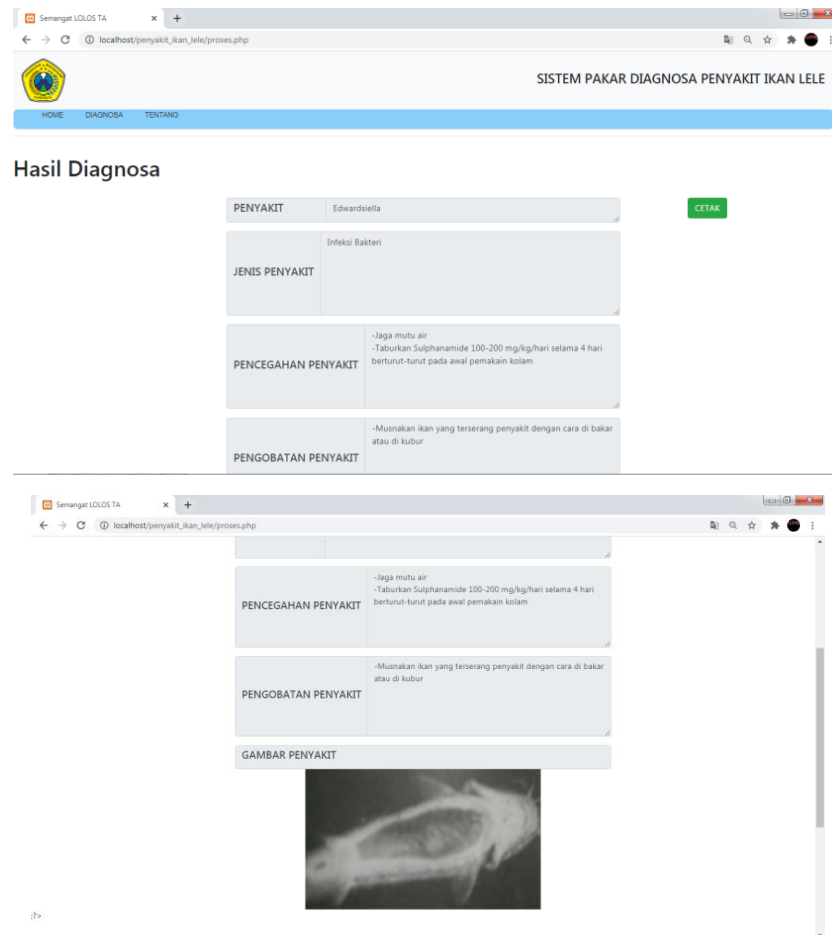 Semangat LOLOS TA
localhost/penyakit_ikan_lele/proses.php
SISTEM PAKAR DIAGNOSA PENYAKIT IKAN LELE
HOME DIAGNOSA TENTANG
Hasil Diagnosa
PENYAKIT Edwardsiella
CETAK
JENIS PENYAKIT
Infeksi Bakteri
PENCEGAHAN PENYAKIT
-Jaga mutu air
-Taburkan Sulphanamide 100-200 mg/kg/hari selama 4 hari
berturut-turut pada awal pemakain kolam
PENGOBATAN PENYAKIT
-Musnakan ikan yang terserang penyakit dengan cara di bakar
atau di kubur
Semangat LOLOS TA
localhost/penyakit_ikan_lele/proses.php
PENCEGAHAN PENYAKIT
-Jaga mutu air
-Taburkan Sulphanamide 100-200 mg/kg/hari selama 4 hari
berturut-turut pada awal pemakain kolam
PENGOBATAN PENYAKIT
-Musnakan ikan yang terserang penyakit dengan cara di bakar
atau di kubur
GAMBAR PENYAKIT
;?>